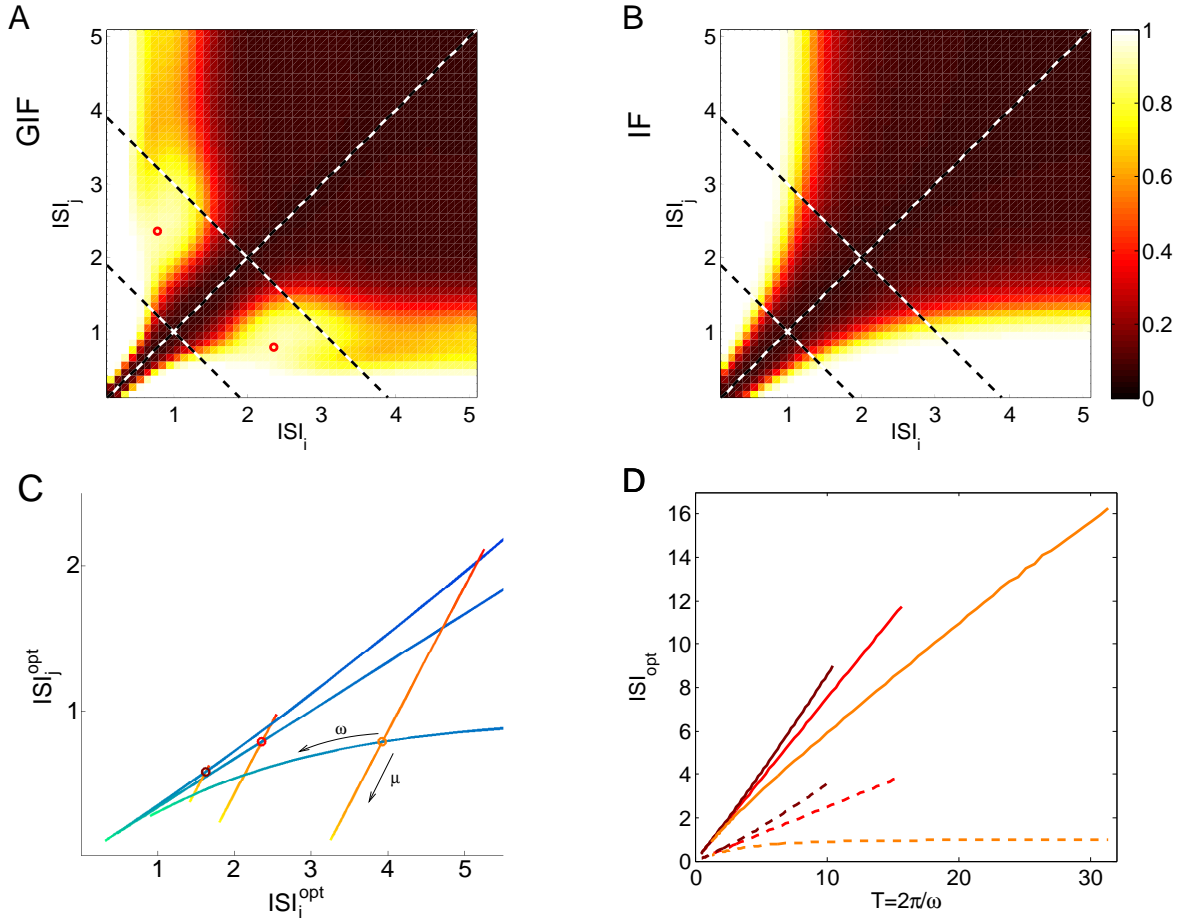 A
B
GIF
IF
5
4
3
2
1
ISI_j
1 2 3 4 5
ISI_i
5
4
3
2
1
ISI_j
1 2 3 4 5
ISI_i
1
0.8
0.6
0.4
0.2
0
C
D
2
1
ISI_j^opt
ω
μ
1 2 3 4 5
ISI_i^opt
16
14
12
10
8
6
4
2
0
ISI_opt
0 10 20 30
T=2π/ω